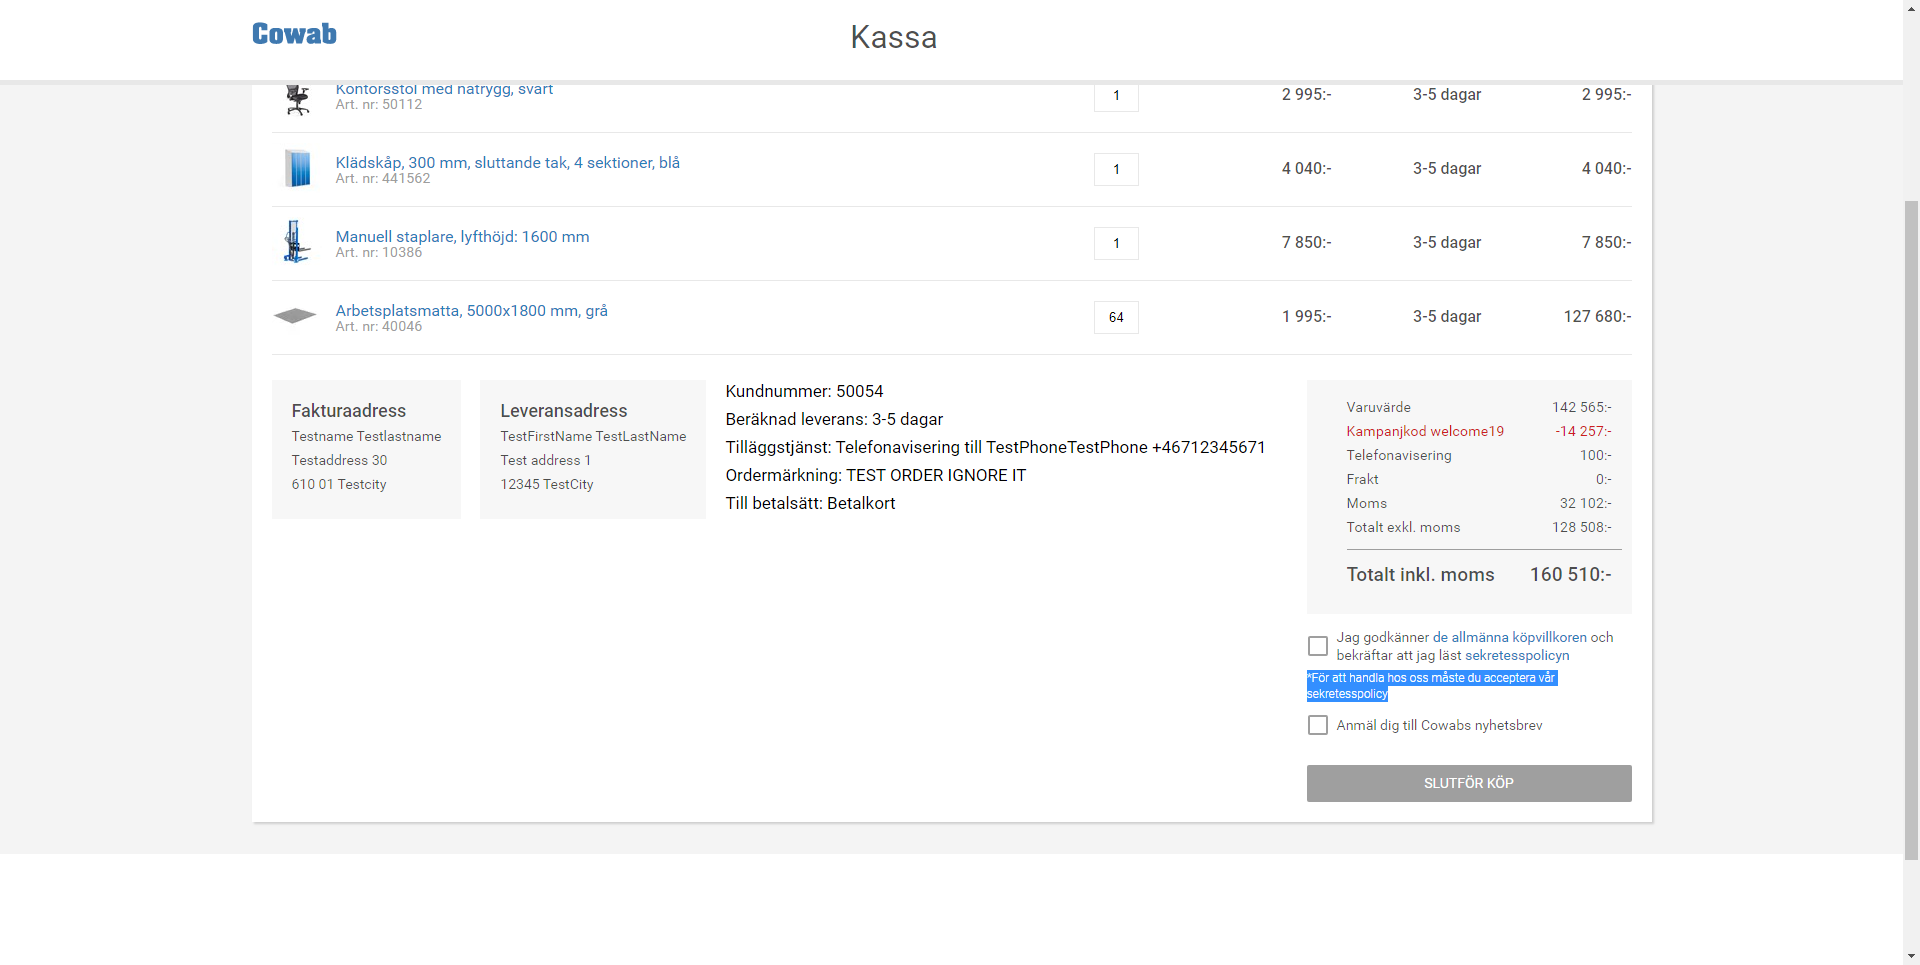 Cowab
Kassa
Kontorsstol med nätrygg, svart
Art. nr: 50112
1
2 995:-
3-5 dagar
2 995:-
Klädskåp, 300 mm, sluttande tak, 4 sektioner, blå
Art. nr: 441562
1
4 040:-
3-5 dagar
4 040:-
Manuell staplare, lyfthöjd: 1600 mm
Art. nr: 10386
1
7 850:-
3-5 dagar
7 850:-
Arbetsplatsmatta, 5000x1800 mm, grå
Art. nr: 40046
64
1 995:-
3-5 dagar
127 680:-
Fakturaadress
Testname Testlastname
Testaddress 30
610 01 Testcity
Leveransadress
TestFirstName TestLastName
Test address 1
12345 TestCity
Kundnummer: 50054
Beräknad leverans: 3-5 dagar
Tilläggstjänst: Telefonavisering till TestPhoneTestPhone +46712345671
Ordermärkning: TEST ORDER IGNORE IT
Till betalsätt: Betalkort
Varuvärde 142 565:-
Kampanjkod welcome19 -14 257:-
Telefonavisering 100:-
Frakt 0:-
Moms 32 102:-
Totalt exkl. moms 128 508:-
Totalt inkl. moms 160 510:-
Jag godkänner de allmänna köpvillkoren och
bekräftar att jag läst sekretesspolicyn
*För att handla hos oss måste du acceptera vår
sekretesspolicy
Anmäl dig till Cowabs nyhetsbrev
SLUTFÖR KÖP